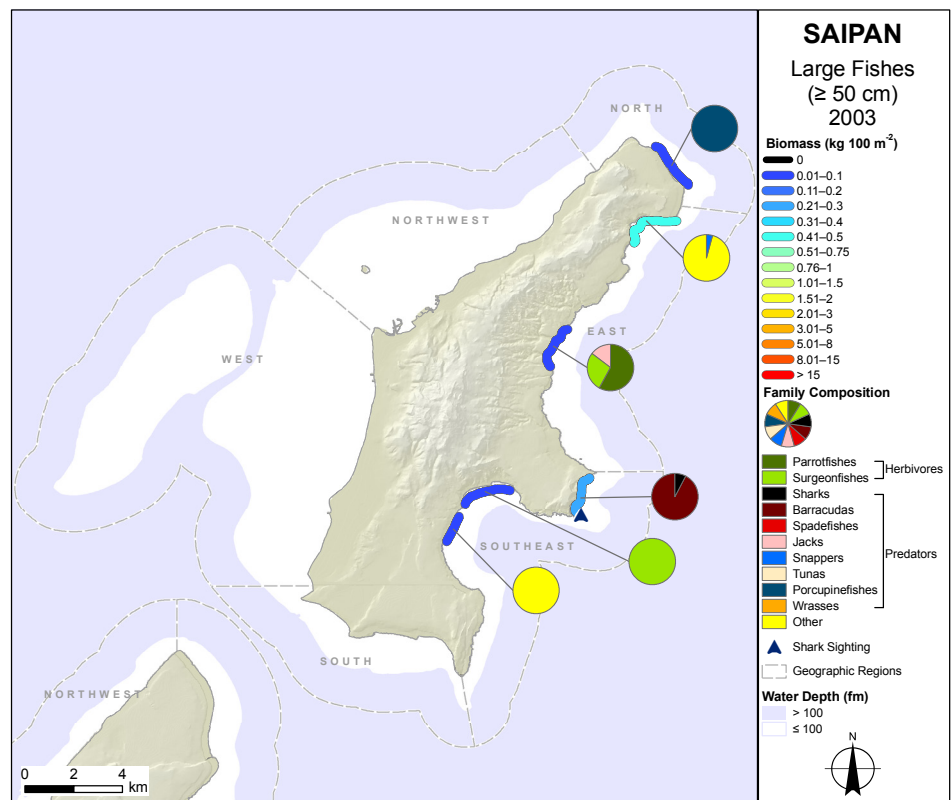 SAIPAN
Large Fishes
(≥ 50 cm)
2003
Biomass (kg 100 m⁻²)
0
0.01–0.1
0.11–0.2
0.21–0.3
0.31–0.4
0.41–0.5
0.51–0.75
0.76–1
1.01–1.5
1.51–2
2.01–3
3.01–5
5.01–8
8.01–15
> 15
Family Composition
Parrotfishes
Surgeonfishes
Herbivores
Sharks
Barracudas
Spadefishes
Jacks
Snappers
Tunas
Porcupinefishes
Wrasses
Predators
Other
Shark Sighting
Geographic Regions
Water Depth (fm)
> 100
≤ 100
N
NORTH
NORTHWEST
EAST
WEST
SOUTHEAST
SOUTH
NORTHWEST
0 2 4
km